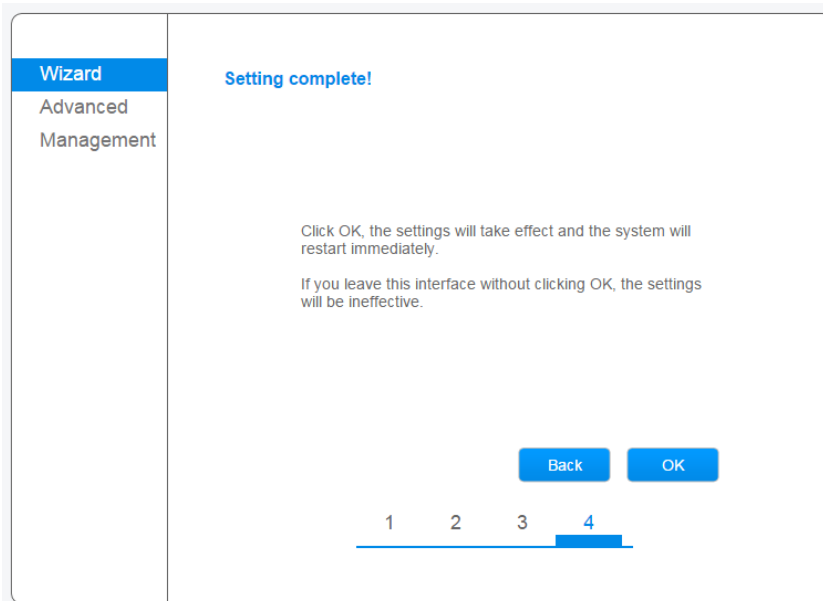 Wizard
Advanced
Management
Setting complete!
Click OK, the settings will take effect and the system will
restart immediately.
If you leave this interface without clicking OK, the settings
will be ineffective.
Back OK
1 2 3 4